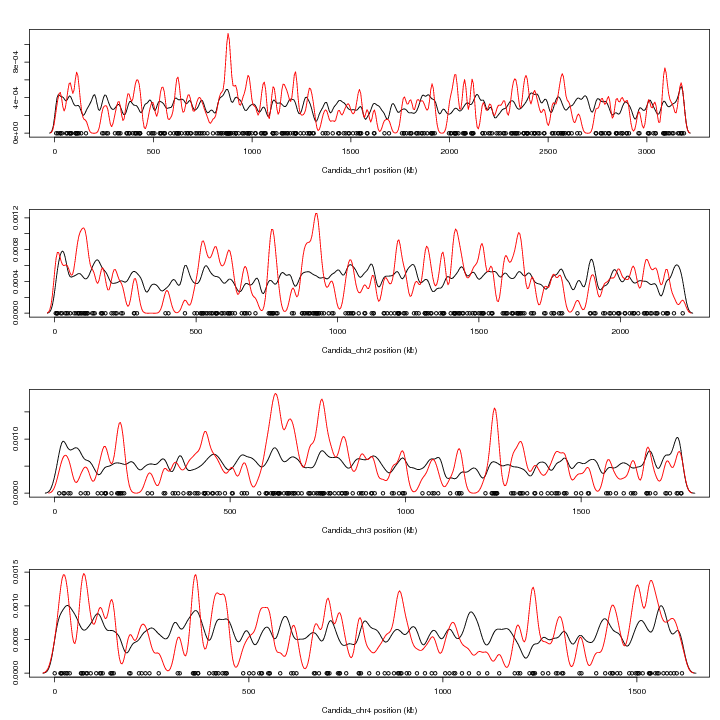 0e+00 4e-04 8e-04
0 500 1000 1500 2000 2500 3000
Candida_chr1 position (kb)
0.0000 0.0004 0.0008 0.0012
0 500 1000 1500 2000
Candida_chr2 position (kb)
0.0000 0.0010
500 1000 1500
0
Candida_chr3 position (kb)
0.0000 0.0005 0.0010 0.0015
0 500 1000 1500
Candida_chr4 position (kb)